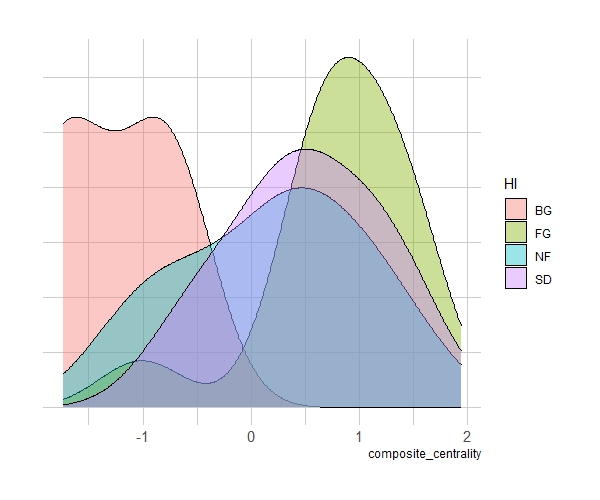 HI
BG
FG
NF
SD
-1
0
1
2
composite_centrality